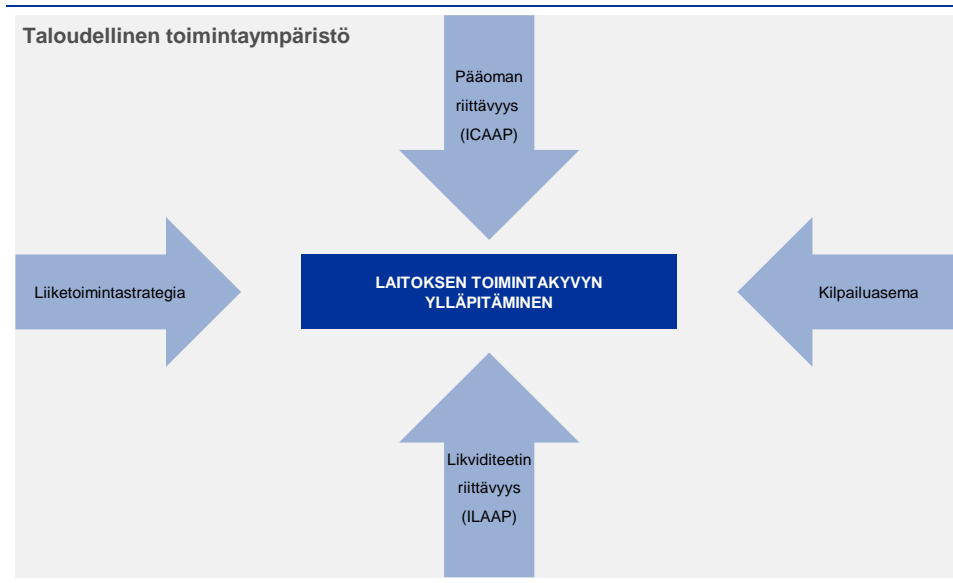 Taloudellinen toimintaympäristö
Pääoman
riittävyys
(ICAAP)
Liiketoimintastrategia
LAITOKSEN TOIMINTAKYVYN
YLLÄPITÄMINEN
Kilpailuasema
Likviditeetin
riittävyys
(ILAAP)